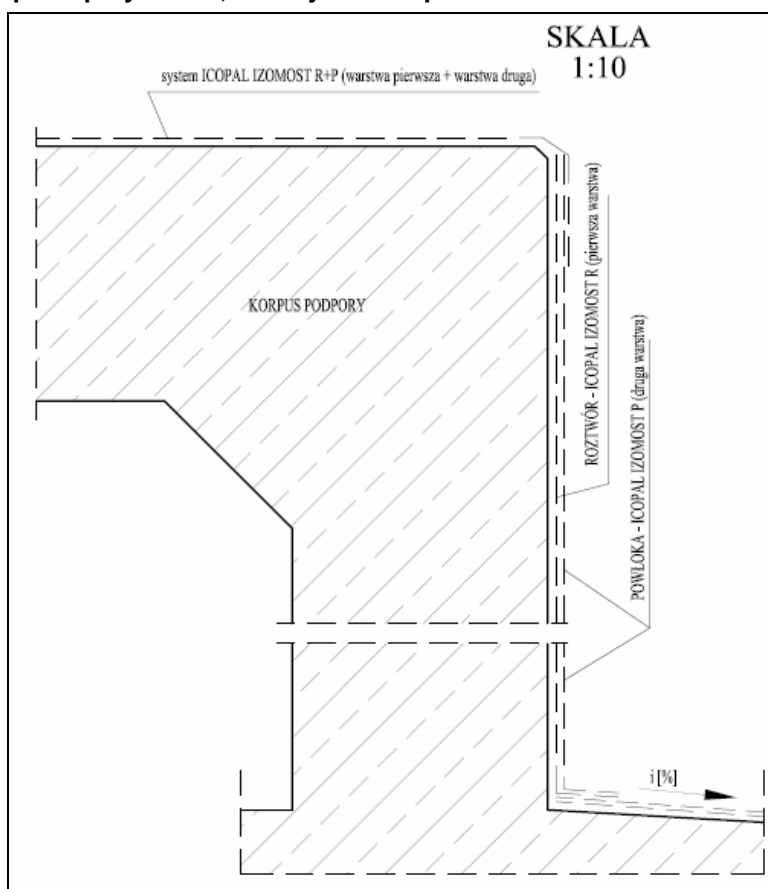 SKALA
1:10
system ICOPAL IZOMOST R+P (warstwa pierwsza + warstwa druga)
KORPUS PODPORY
ROZTWÓR - ICOPAL IZOMOST R (pierwsza warstwa)
POWŁOKA - ICOPAL IZOMOST P (druga warstwa)
i [%]